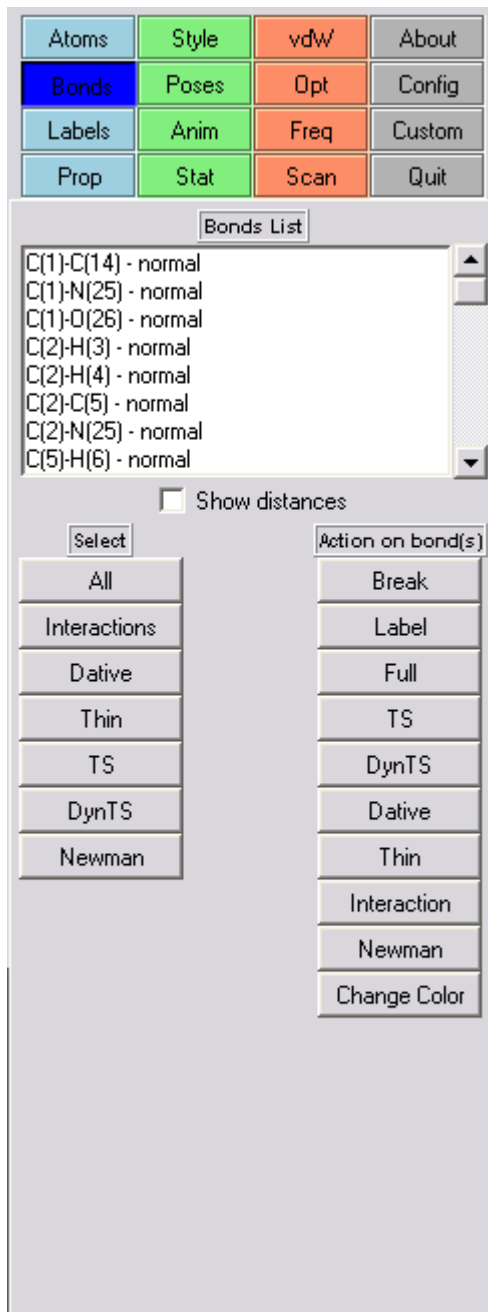 Atoms Style vdW About
Bonds Poses Opt Config
Labels Anim Freq Custom
Prop Stat Scan Quit
Bonds List
C(1)-C(14) - normal
C(1)-N(25) - normal
C(1)-O(26) - normal
C(2)-H(3) - normal
C(2)-H(4) - normal
C(2)-C(5) - normal
C(2)-N(25) - normal
C(5)-H(6) - normal
Show distances
Select Action on bond(s)
All Break
Interactions Label
Dative Full
Thin TS
TS DynTS
DynTS Dative
Newman Thin
Interaction
Newman
Change Color